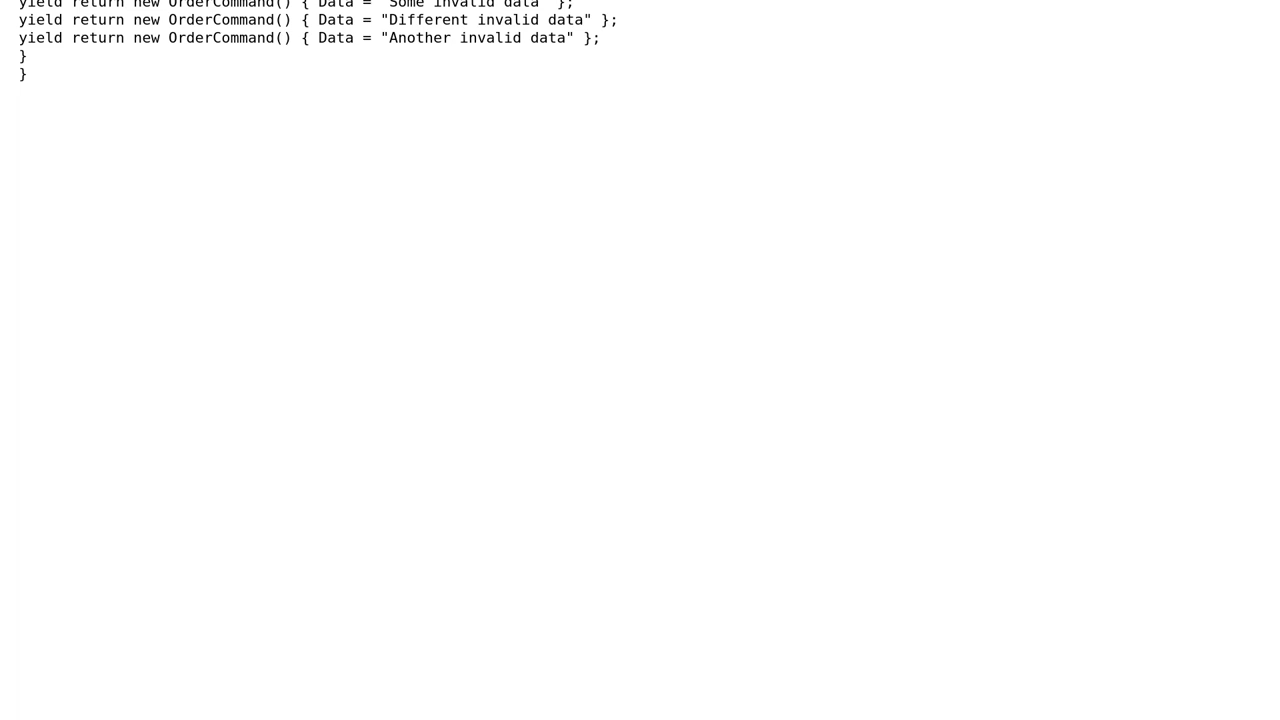 yield return new OrderCommand() { Data = "Some invalid data" };
yield return new OrderCommand() { Data = "Different invalid data" };
yield return new OrderCommand() { Data = "Another invalid data" };
}
}